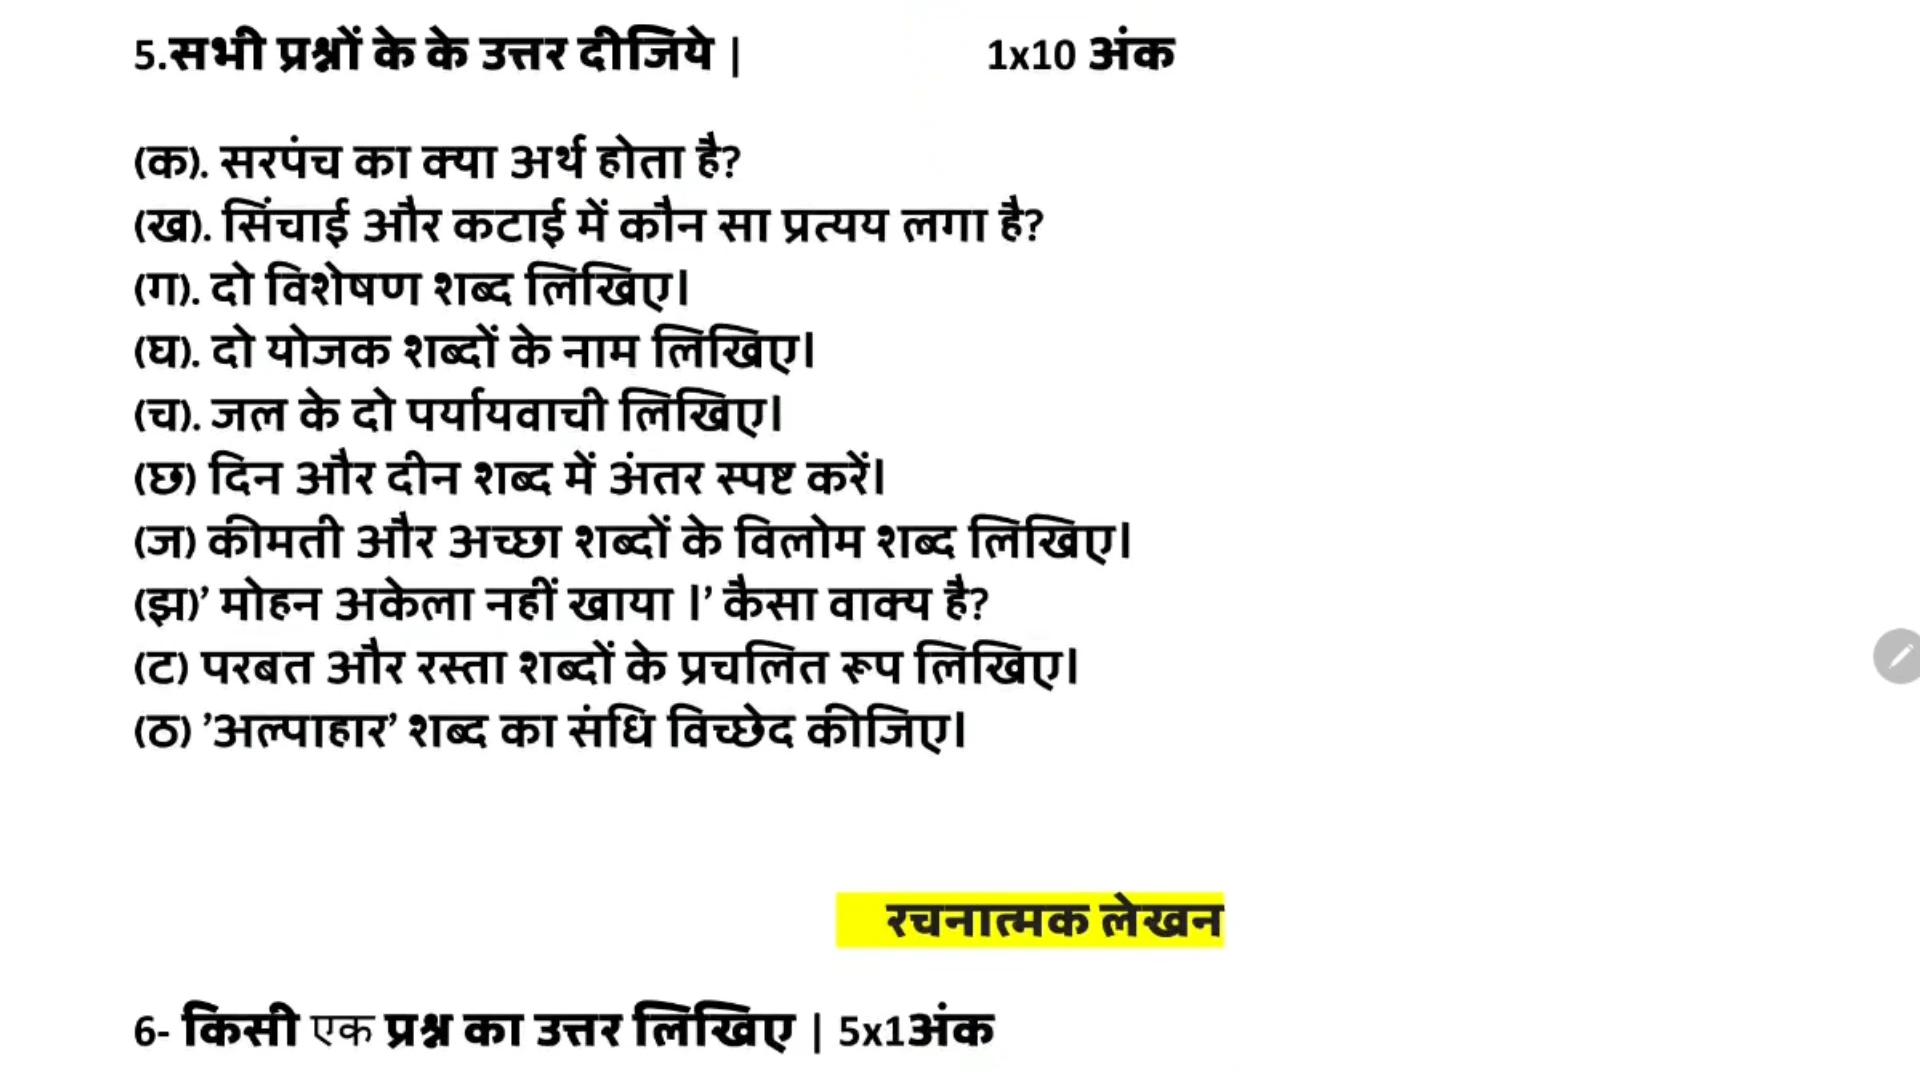 5.सभी प्रश्नों के के उत्तर दीजिये | 1x10 अंक
(क). सरपंच का क्या अर्थ होता है?
(ख). सिंचाई और कटाई में कौन सा प्रत्यय लगा है?
(ग). दो विशेषण शब्द लिखिए।
(घ). दो योजक शब्दों के नाम लिखिए।
(च). जल के दो पर्यायवाची लिखिए।
(छ) दिन और दीन शब्द में अंतर स्पष्ट करें।
(ज) कीमती और अच्छा शब्दों के विलोम शब्द लिखिए।
(झ)’ मोहन अकेला नहीं खाया ।’ कैसा वाक्य है?
(ट) परबत और रस्ता शब्दों के प्रचलित रूप लिखिए।
(ठ) ’अल्पाहार’ शब्द का संधि विच्छेद कीजिए।
रचनात्मक लेखन
6- किसी एक प्रश्न का उत्तर लिखिए | 5x1अंक